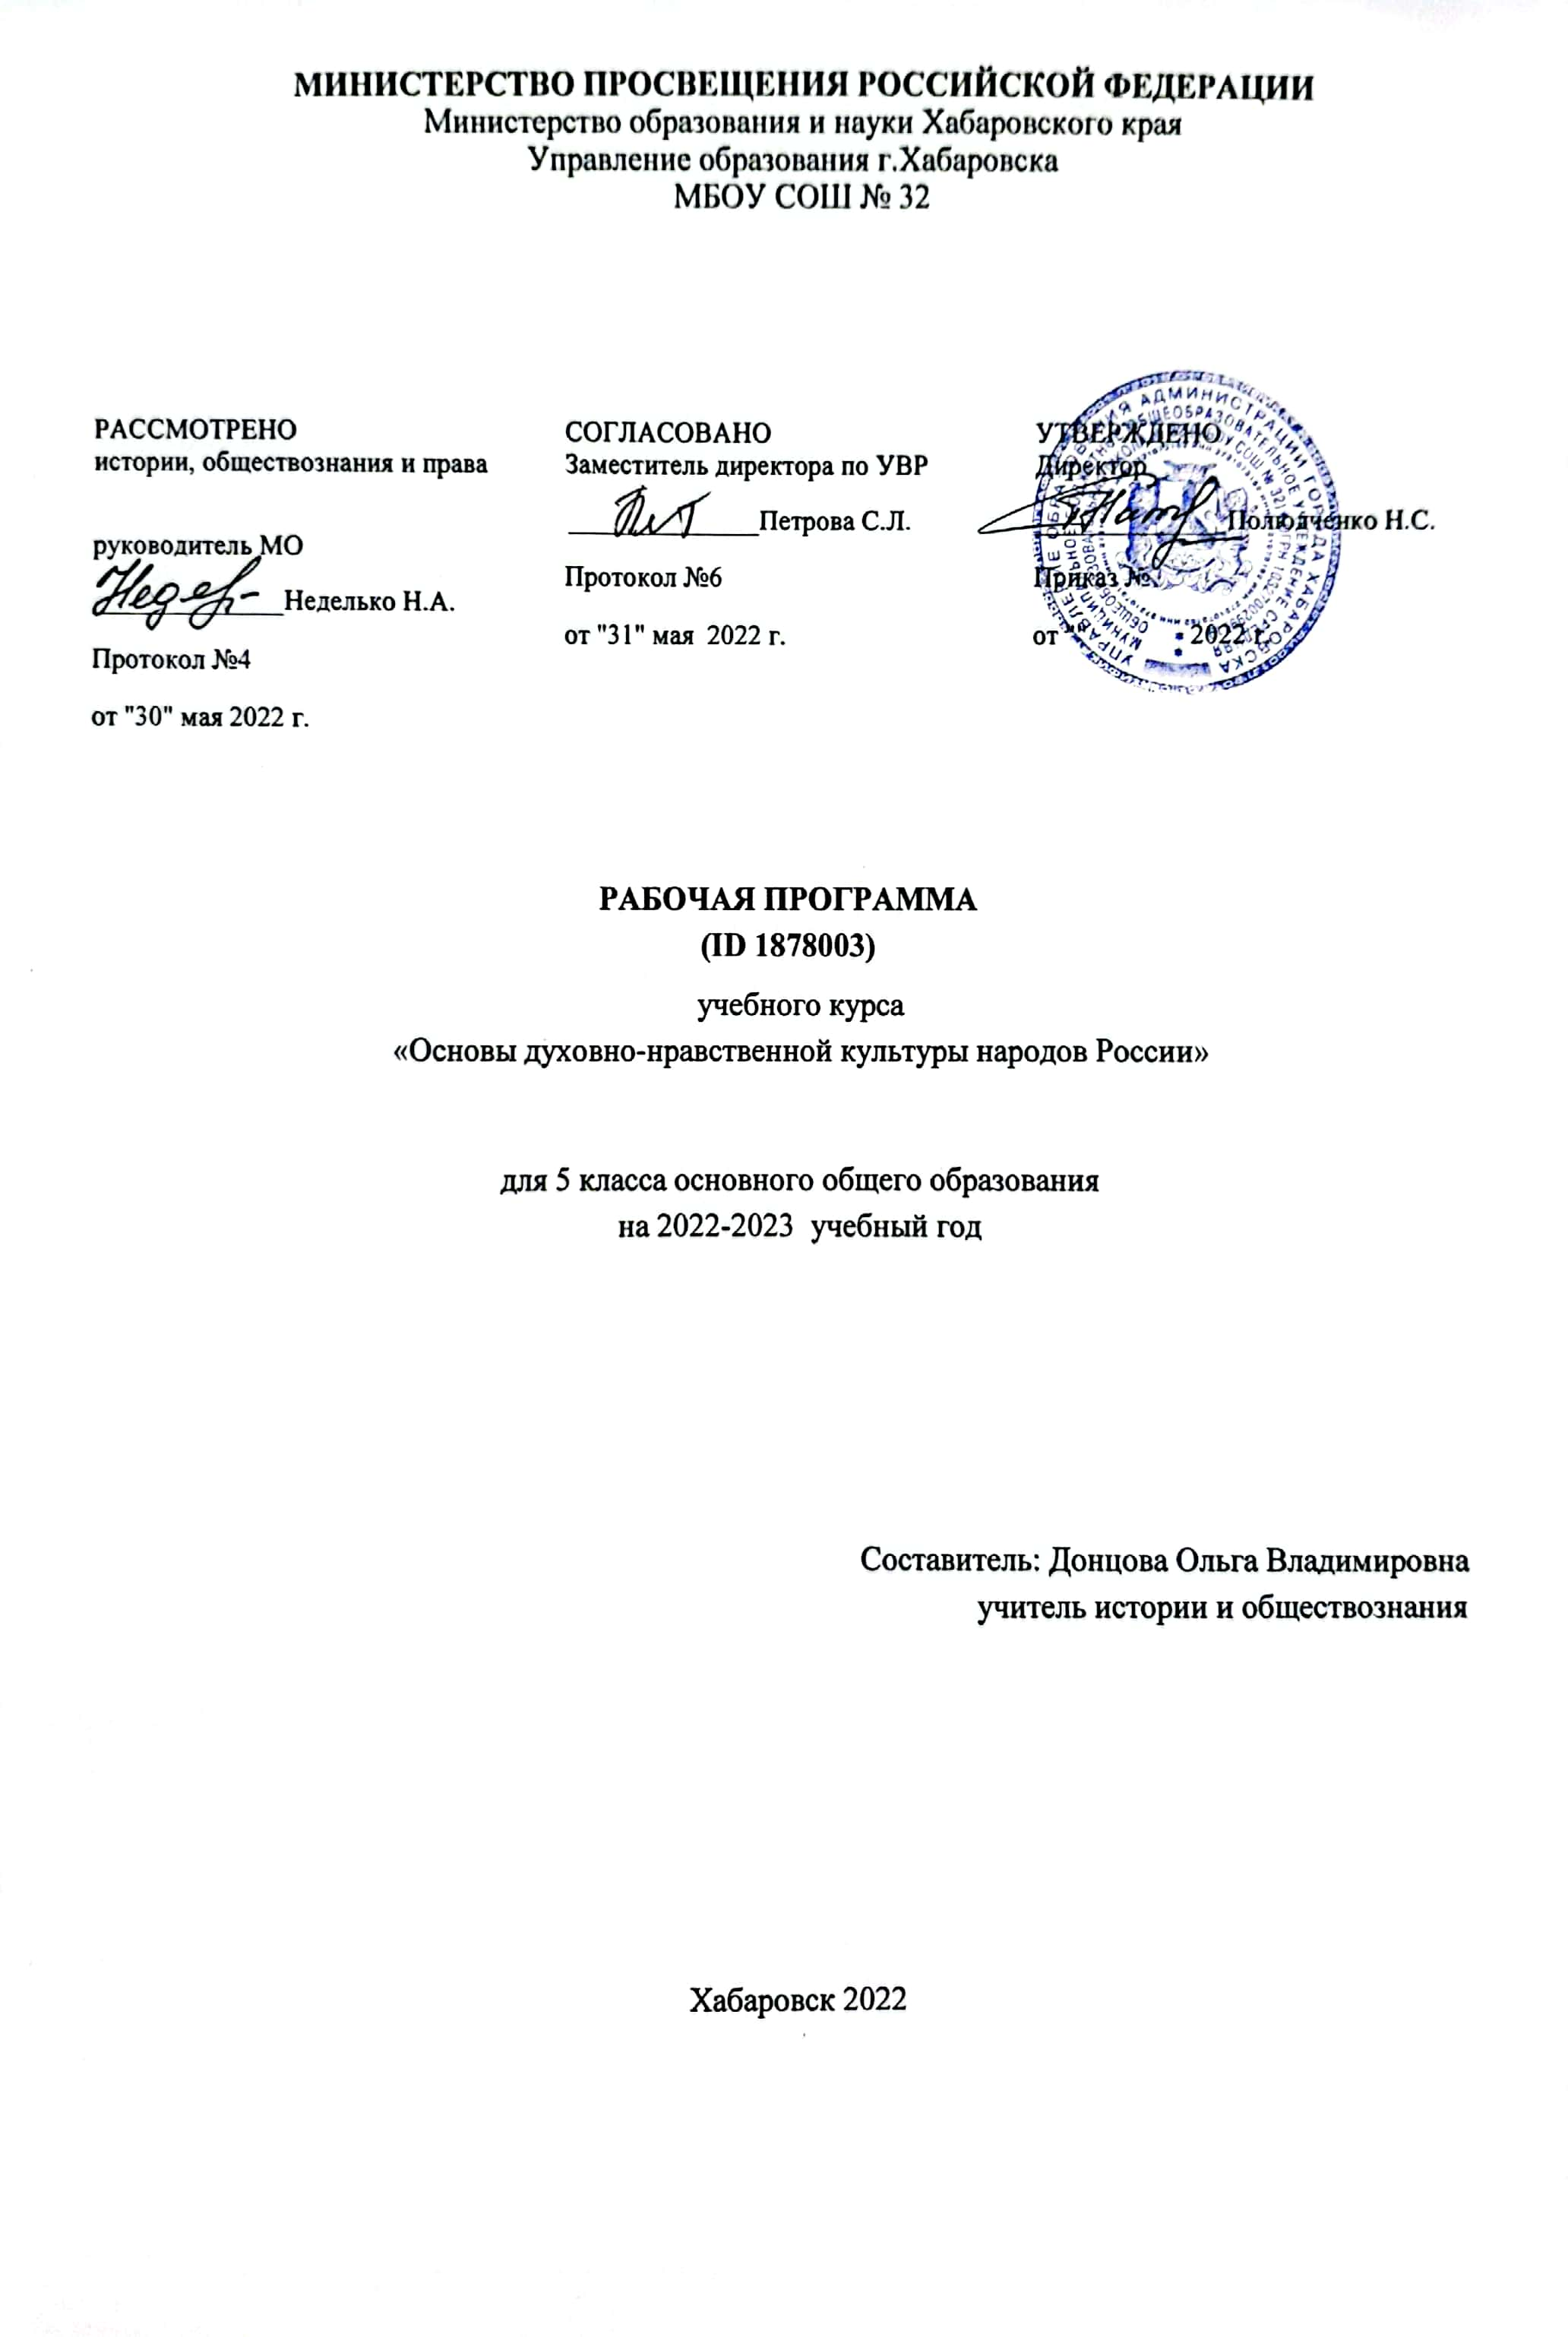 МИНИСТЕРСТВО ПРОСВЕЩЕНИЯ РОССИЙСКОЙ ФЕДЕРАЦИИ
Министерство образования и науки Хабаровского края
Управление образования г.Хабаровска
МБОУ СОШ № 32
РАССМОТРЕНО
истории, обществознания и права
руководитель МО
Неделько Н.А.
Протокол №4
от "30" мая 2022 г.
СОГЛАСОВАНО
Заместитель директора по УВР
Петрова С.Л.
Протокол №6
от "31" мая 2022 г.
УТВЕРЖДЕНО
Директор
Полюдченко Н.С.
Приказ №
от " 2022 г.
РАБОЧАЯ ПРОГРАММА
(ID 1878003)
учебного курса
«Основы духовно-нравственной культуры народов России»
для 5 класса основного общего образования
на 2022-2023 учебный год
Составитель: Донцова Ольга Владимировна
учитель истории и обществознания
Хабаровск 2022